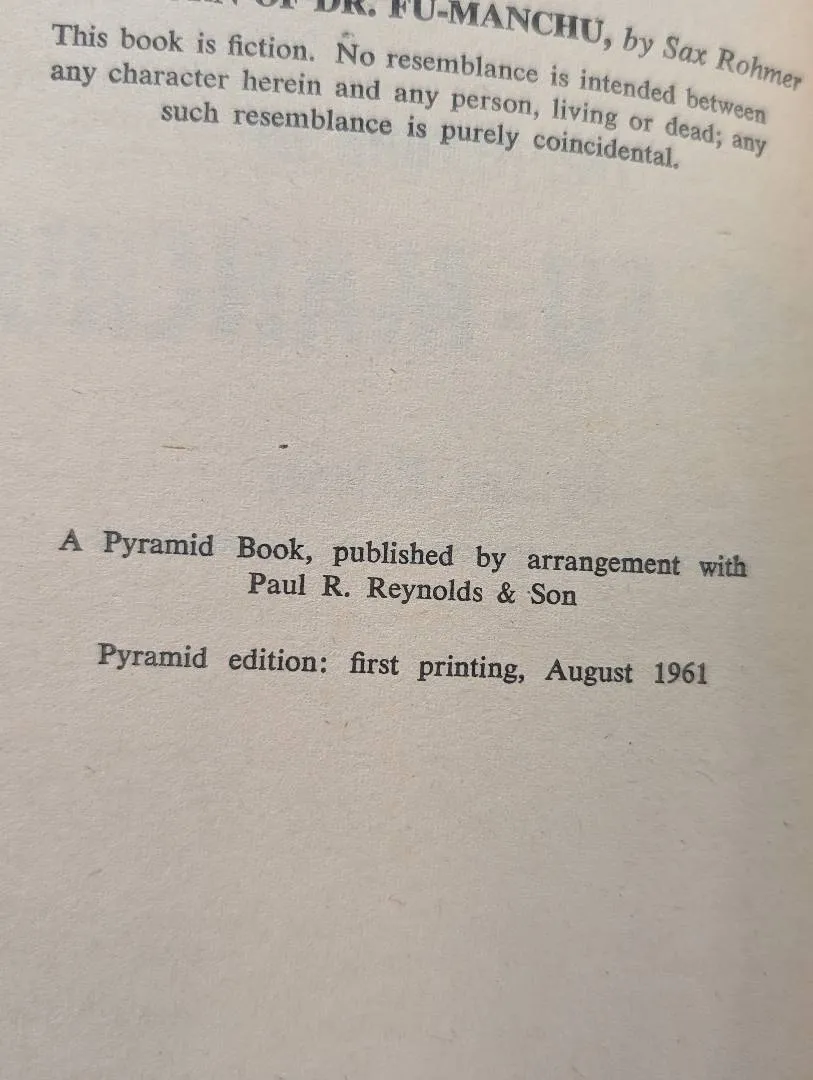 OF DR. FU-MANCHU, by Sax Rohmer
This book is fiction. No resemblance is intended between
any character herein and any person, living or dead; any
such resemblance is purely coincidental.
A Pyramid Book, published by arrangement with
Paul R. Reynolds & Son
Pyramid edition: first printing, August 1961